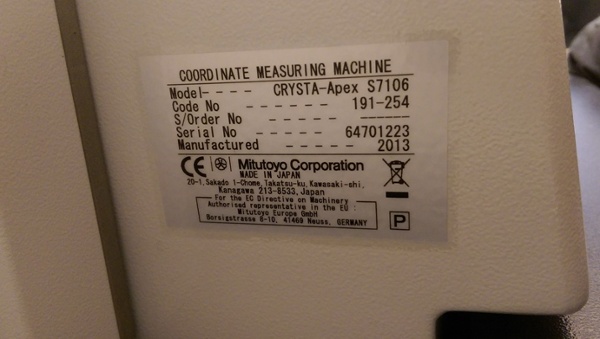 COORDINATE MEASURING MACHINE
Model- - - - CRYSTA-Apex S7106
Code No - - - - - - 191-254
S/Order No - - - - - ------
Serial No - - - - - 64701223
Manufactured - - - - - 2013
CE Mitutoyo Corporation
MADE IN JAPAN
20-1, Sakado 1-Chome, Takatsu-ku, Kawasaki-shi,
Kanagawa 213-8533, Japan
For the EC Directive on Machinery
Authorised representative in the EU :
Mitutoyo Europe GmbH
Borsigstrasse 8-10, 41469 Neuss, GERMANY
P